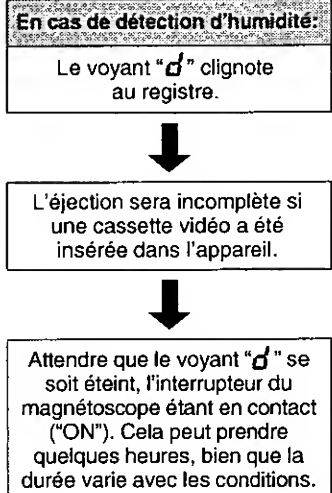 En cas de détection d'humidité:
Le voyant "d" clignote
au registre.
L'éjection sera incomplète si
une cassette vidéo a été
insérée dans l'appareil.
Attendre que le voyant "d" se
soit éteint, l'interrupteur du
magnétoscope étant en contact
("ON"). Cela peut prendre
quelques heures, bien que la
durée varie avec les conditions.